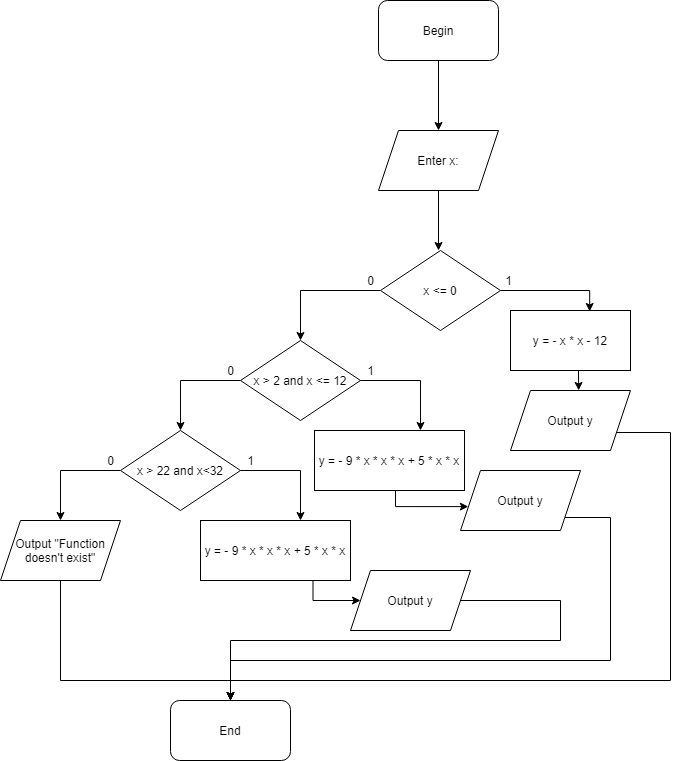 Begin
Enter x:
0
x <= 0
1
y = - x * x - 12
0
x > 2 and x <= 12
1
Output y
y = - 9 * x * x * x + 5 * x * x
0
x > 22 and x<32
1
Output y
Output "Function
doesn't exist"
y = - 9 * x * x * x + 5 * x * x
Output y
End